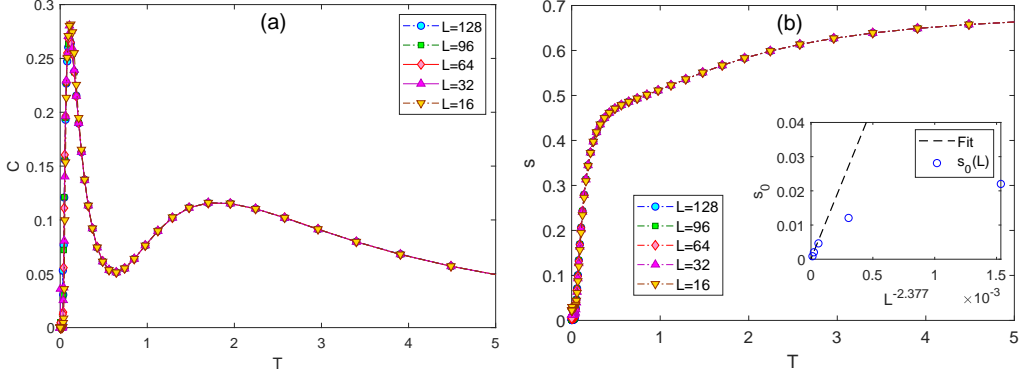 (a)
L=128
L=96
L=64
L=32
L=16
0.3
0.25
0.2
0.15
0.1
0.05
0
C
0 1 2 3 4 5
T
(b)
0.7
0.6
0.5
0.4
0.3
0.2
0.1
0
s
L=128
L=96
L=64
L=32
L=16
0.04
0.03
0.02
0.01
0
s₀
Fit
s₀(L)
0 0.5 1 1.5
L⁻²·³⁷⁷ ×10⁻³
0 1 2 3 4 5
T